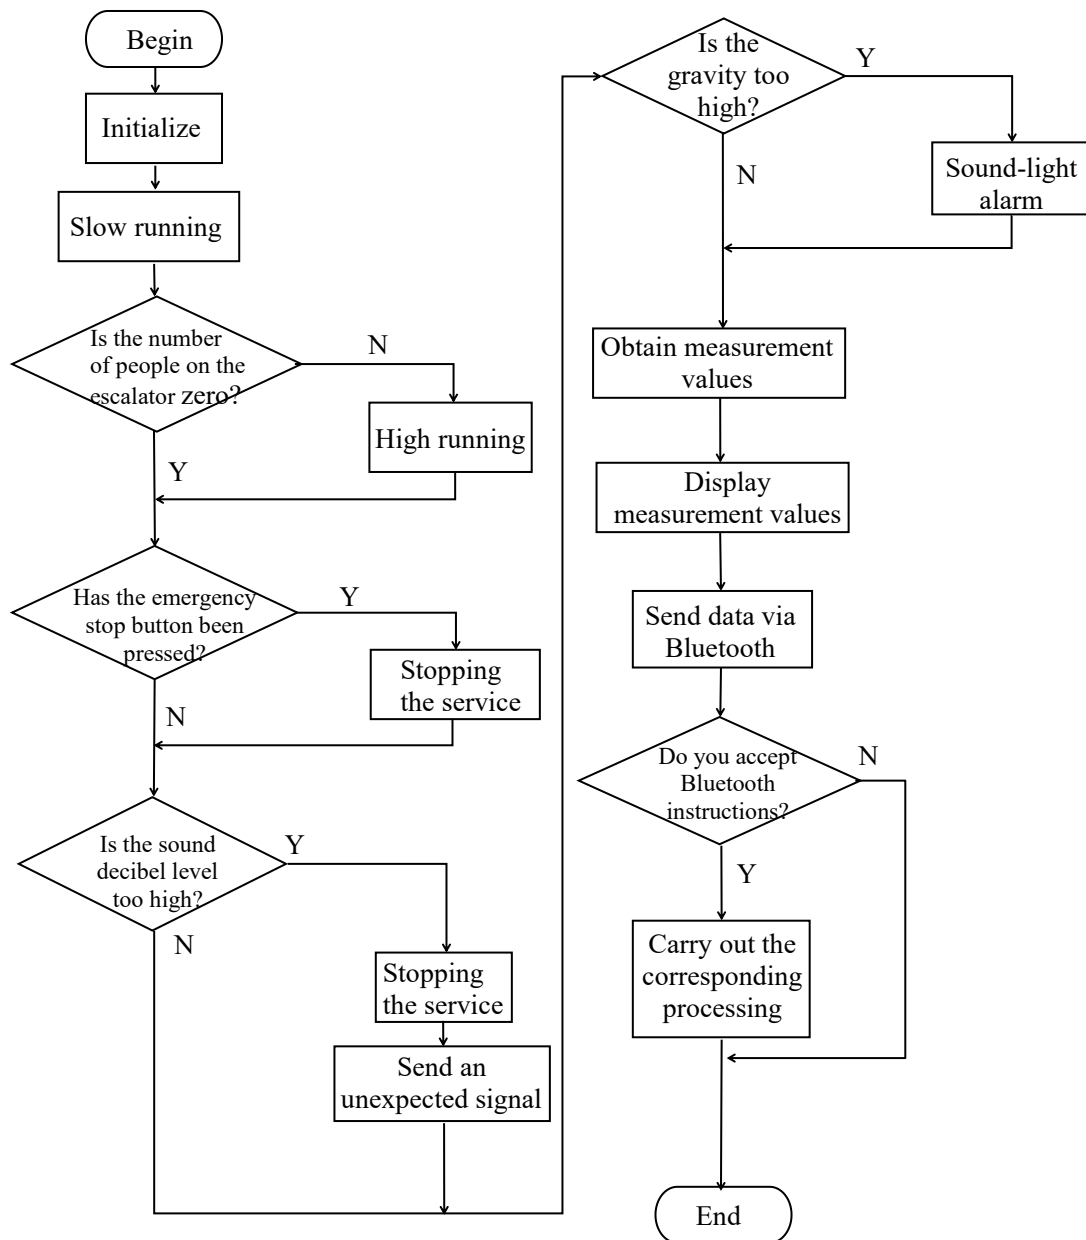 Begin
Initialize
Slow running
Is the number
of people on the
escalator zero?
N
High running
Y
Has the emergency
stop button been
pressed?
Y
Stopping
the service
N
Is the sound
decibel level
too high?
Y
N
Stopping
the service
Send an
unexpected signal
Is the
gravity too
high?
Y
Sound-light
alarm
N
Obtain measurement
values
Display
measurement values
Send data via
Bluetooth
Do you accept
Bluetooth
instructions?
N
Y
Carry out the
corresponding
processing
End